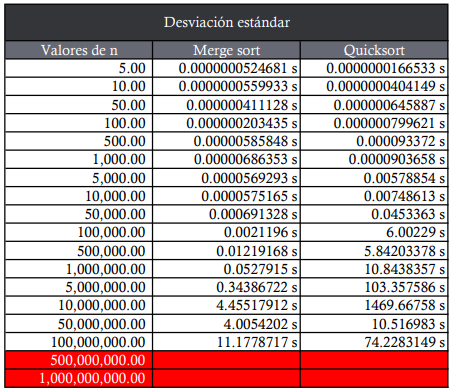 Desviación estándar
Valores de n Merge sort Quicksort
5.00 0.0000000524681 s 0.0000000166533 s
10.00 0.0000000559933 s 0.0000000404149 s
50.00 0.000000411128 s 0.000000645887 s
100.00 0.000000203435 s 0.000000799621 s
500.00 0.00000585848 s 0.000093372 s
1,000.00 0.00000686353 s 0.0000903658 s
5,000.00 0.0000569293 s 0.00578854 s
10,000.00 0.0000575165 s 0.00748613 s
50,000.00 0.000691328 s 0.0453363 s
100,000.00 0.0021196 s 6.00229 s
500,000.00 0.01219168 s 5.84203378 s
1,000,000.00 0.0527915 s 10.8438357 s
5,000,000.00 0.34386722 s 103.357586 s
10,000,000.00 4.45517912 s 1469.66758 s
50,000,000.00 4.0054202 s 10.516983 s
100,000,000.00 11.1778717 s 74.2283149 s
500,000,000.00
1,000,000,000.00